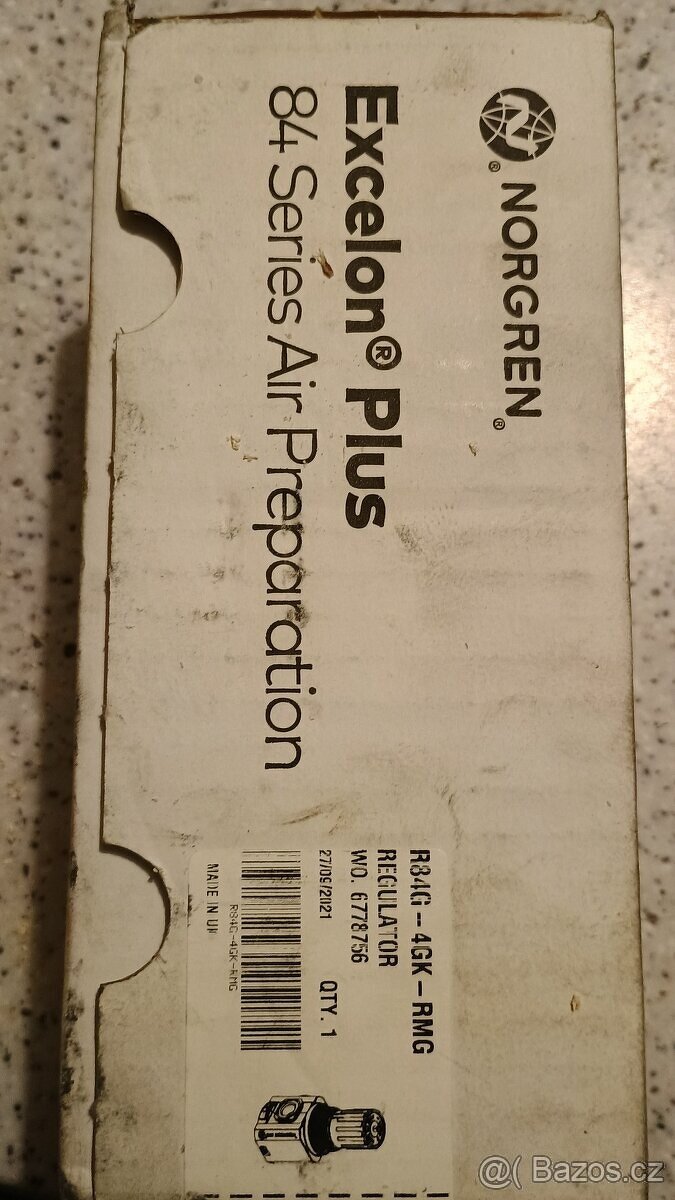 NORGREN®
Excelon® Plus
84 Series Air Preparation
R84G-4GK-RMG
REGULATOR
WO. 6778756
27/09/2021 QTY. 1
R84G-4GK-RMG
MADE IN UK
@( Bazos.cz